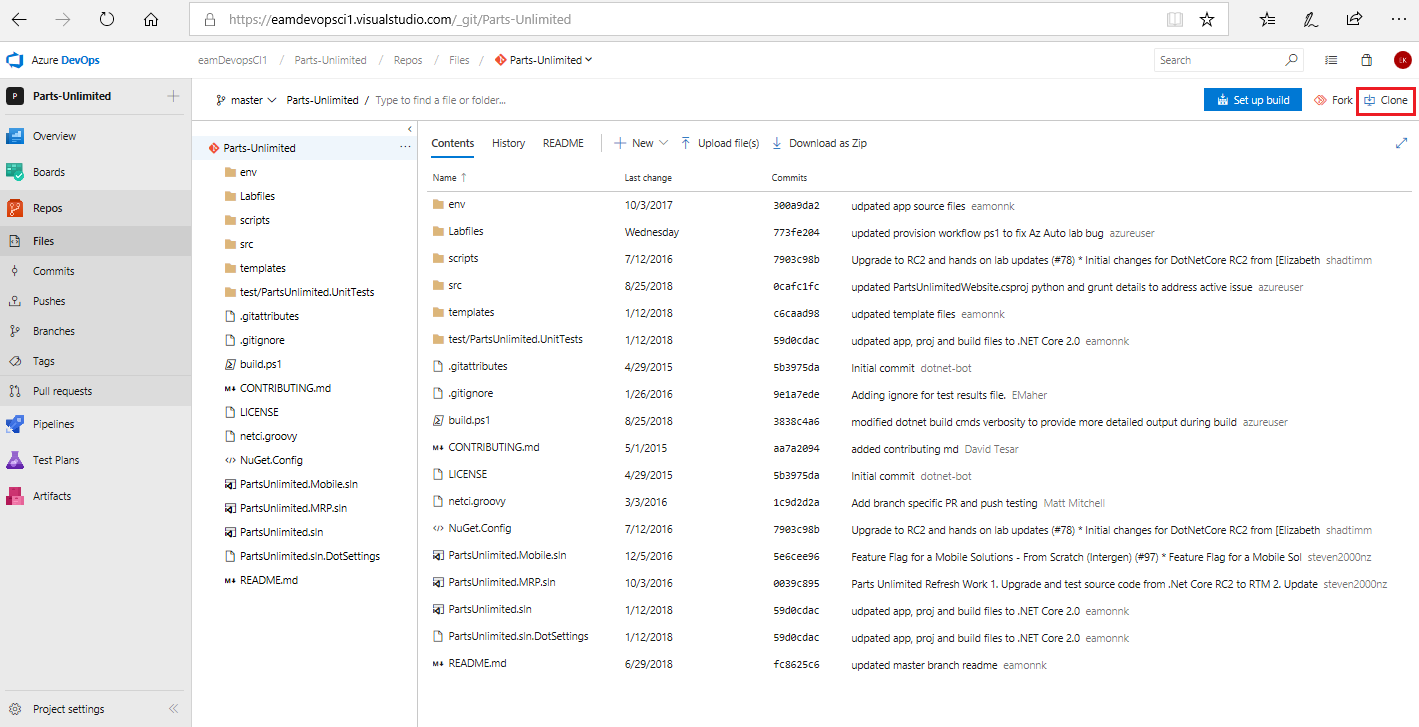 https://eamdevopsci1.visualstudio.com/_git/Parts-Unlimited
Azure DevOps
eamDevopsCI1 / Parts-Unlimited / Repos / Files / Parts-Unlimited
Search
EK
P Parts-Unlimited
master Parts-Unlimited / Type to find a file or folder...
Set up build
Fork
Clone
Overview
Boards
Repos
Files
Commits
Pushes
Branches
Tags
Pull requests
Pipelines
Test Plans
Artifacts
Project settings
Parts-Unlimited ...
env
Labfiles
scripts
src
templates
test/PartsUnlimited.UnitTests
.gitattributes
.gitignore
build.ps1
M↓ CONTRIBUTING.md
LICENSE
netci.groovy
NuGet.Config
PartsUnlimited.Mobile.sln
PartsUnlimited.MRP.sln
PartsUnlimited.sln
PartsUnlimited.sln.DotSettings
M↓ README.md
Contents History README New Upload file(s) Download as Zip
Name ↑ Last change Commits
env 10/3/2017 300a9da2 udpated app source files eamonnk
Labfiles Wednesday 773fe204 updated provision workflow ps1 to fix Az Auto lab bug azureuser
scripts 7/12/2016 7903c98b Upgrade to RC2 and hands on lab updates (#78) * Initial changes for DotNetCore RC2 from [Elizabeth shadtimm
src 8/25/2018 0cafc1fc updated PartsUnlimitedWebsite.csproj python and grunt details to address active issue azureuser
templates 1/12/2018 c6caad98 udpated template files eamonnk
test/PartsUnlimited.UnitTests 1/12/2018 59d0cdac udpated app, proj and build files to .NET Core 2.0 eamonnk
.gitattributes 4/29/2015 5b3975da Initial commit dotnet-bot
.gitignore 1/26/2016 9e1a7ede Adding ignore for test results file. EMaher
build.ps1 8/25/2018 3838c4a6 modified dotnet build cmds verbosity to provide more detailed output during build azureuser
M↓ CONTRIBUTING.md 5/1/2015 aa7a2094 added contributing md David Tesar
LICENSE 4/29/2015 5b3975da Initial commit dotnet-bot
netci.groovy 3/3/2016 1c9d2d2a Add branch specific PR and push testing Matt Mitchell
NuGet.Config 7/12/2016 7903c98b Upgrade to RC2 and hands on lab updates (#78) * Initial changes for DotNetCore RC2 from [Elizabeth shadtimm
PartsUnlimited.Mobile.sln 12/5/2016 5e6cee96 Feature Flag for a Mobile Solutions - From Scratch (Intergen) (#97) * Feature Flag for a Mobile Sol steven2000nz
PartsUnlimited.MRP.sln 10/3/2016 0039c895 Parts Unlimited Refresh Work 1. Upgrade and test source code from .Net Core RC2 to RTM 2. Update steven2000nz
PartsUnlimited.sln 1/12/2018 59d0cdac udpated app, proj and build files to .NET Core 2.0 eamonnk
PartsUnlimited.sln.DotSettings 1/12/2018 59d0cdac udpated app, proj and build files to .NET Core 2.0 eamonnk
M↓ README.md 6/29/2018 fc8625c6 updated master branch readme eamonnk